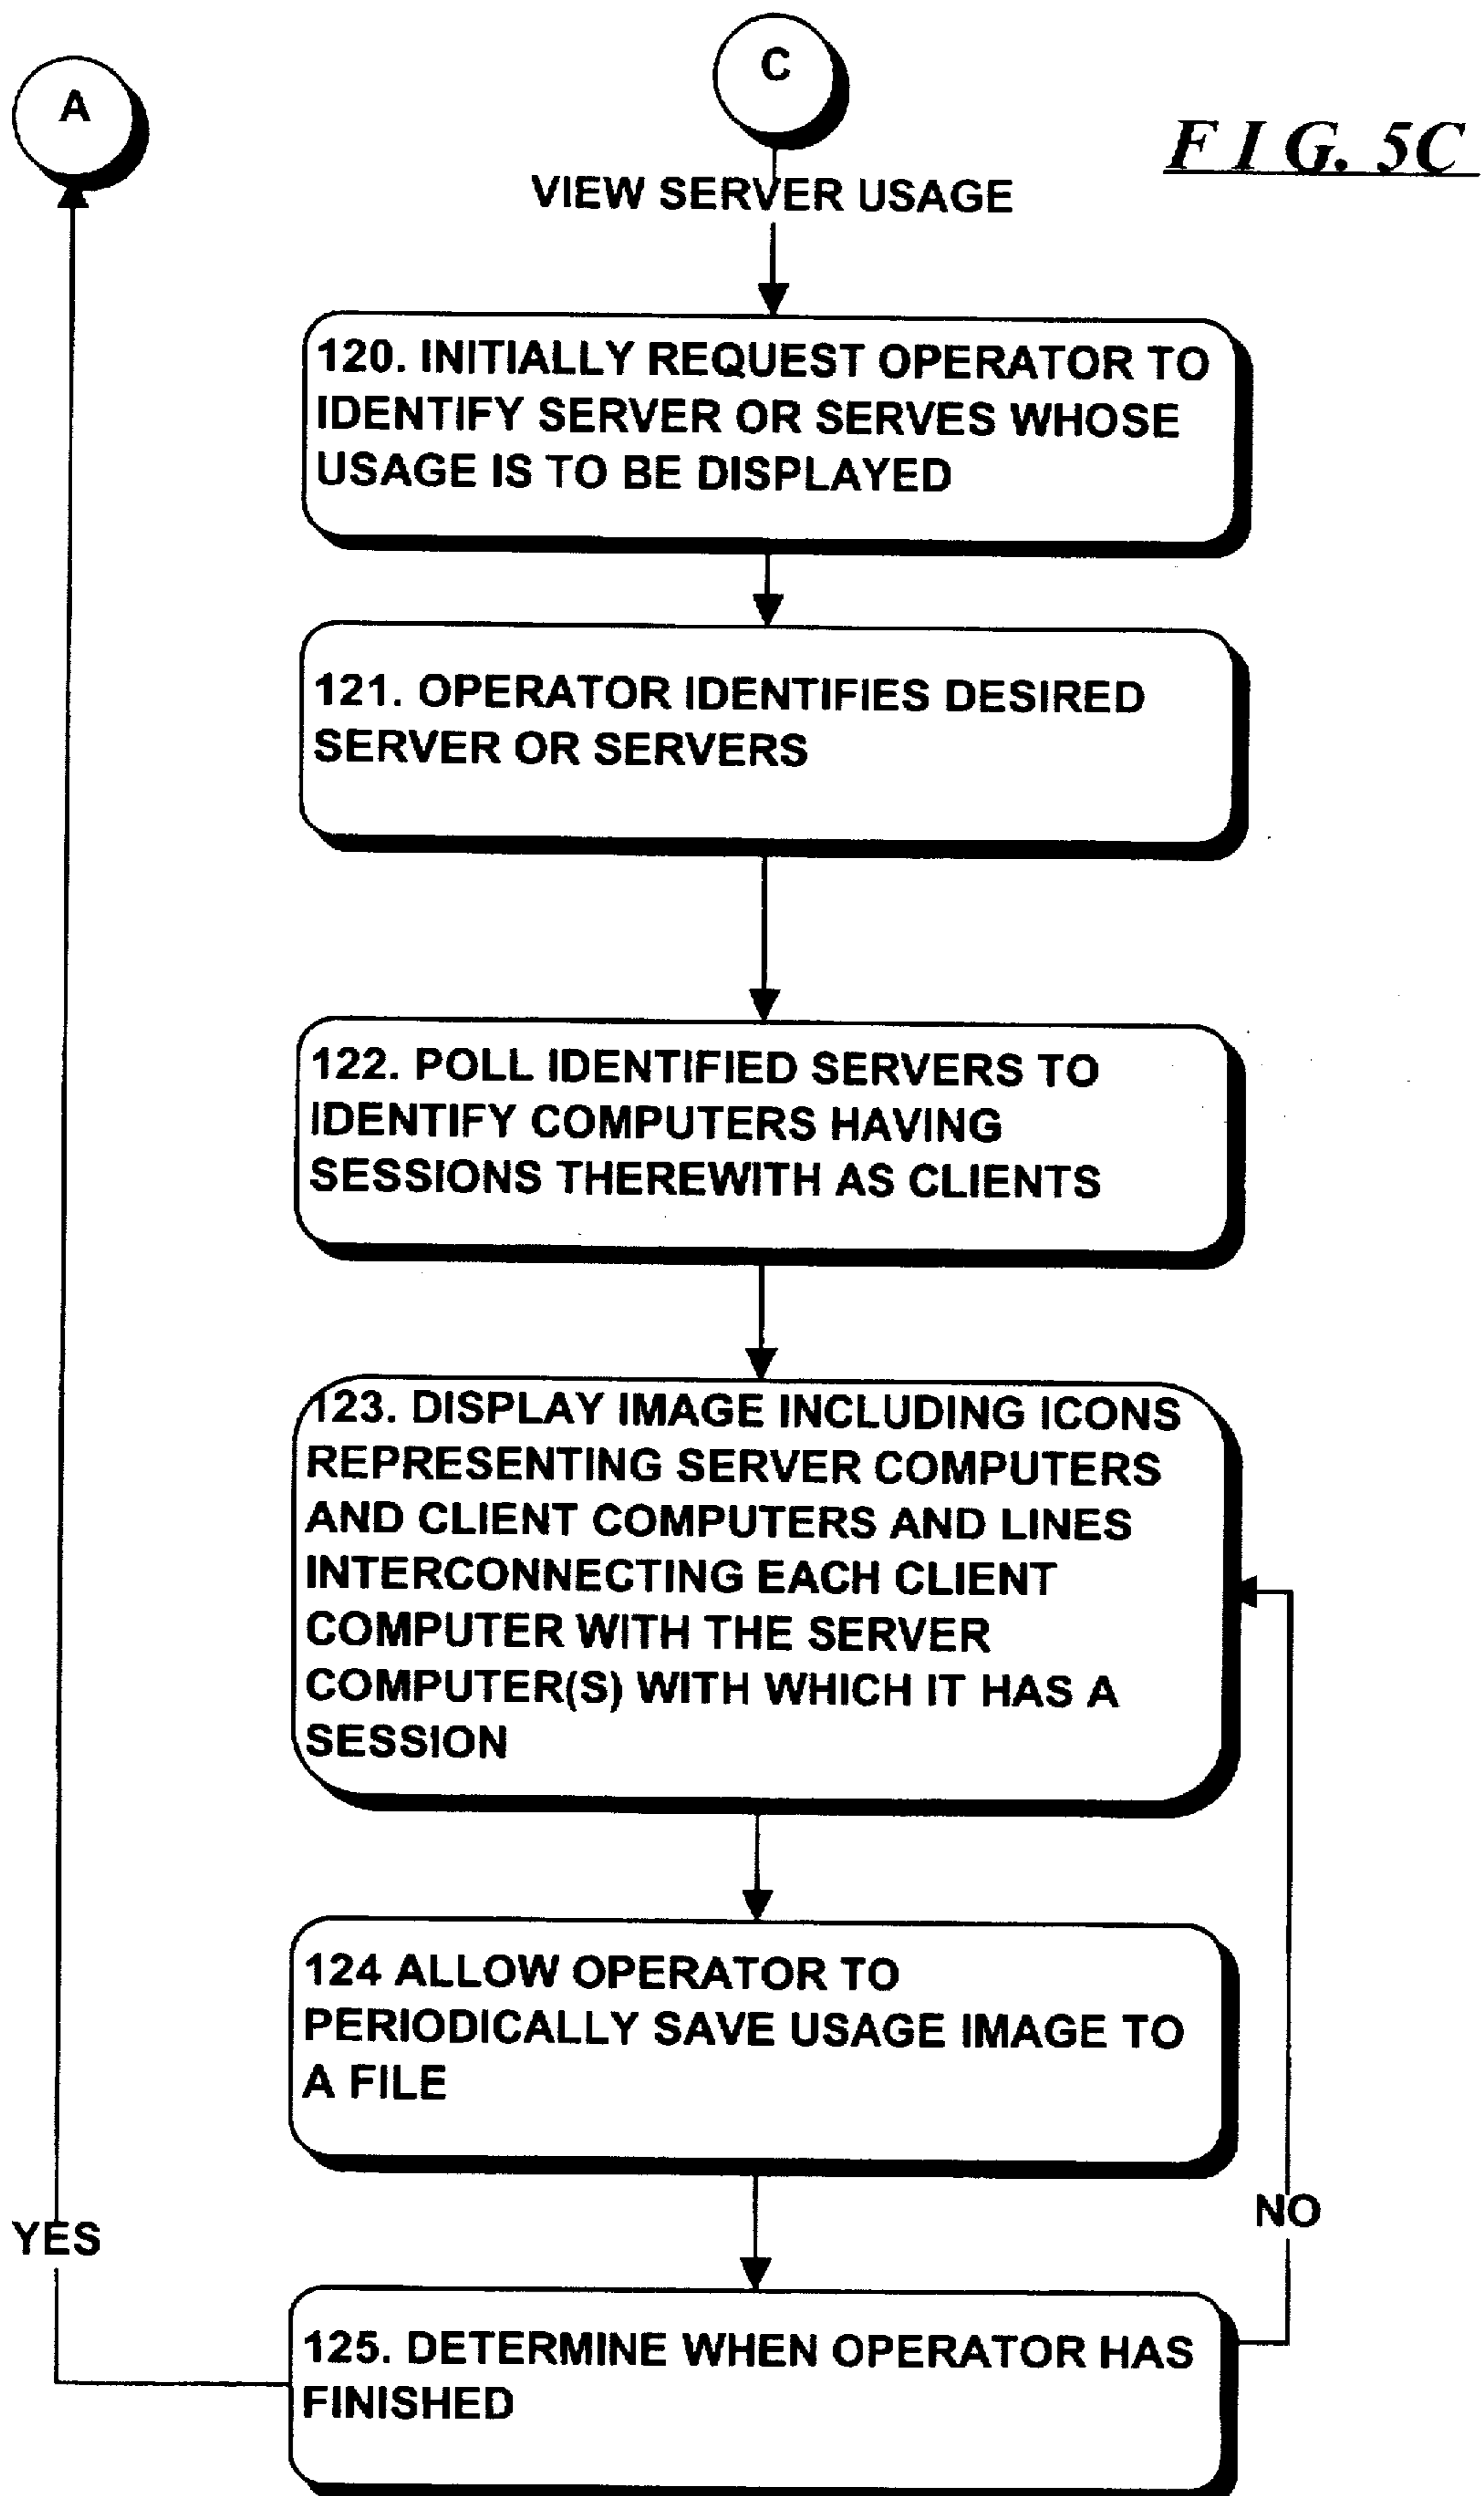 A
C
FIG. 5C
VIEW SERVER USAGE
120. INITIALLY REQUEST OPERATOR TO
IDENTIFY SERVER OR SERVES WHOSE
USAGE IS TO BE DISPLAYED
121. OPERATOR IDENTIFIES DESIRED
SERVER OR SERVERS
122. POLL IDENTIFIED SERVERS TO
IDENTIFY COMPUTERS HAVING
SESSIONS THEREWITH AS CLIENTS
123. DISPLAY IMAGE INCLUDING ICONS
REPRESENTING SERVER COMPUTERS
AND CLIENT COMPUTERS AND LINES
INTERCONNECTING EACH CLIENT
COMPUTER WITH THE SERVER
COMPUTER(S) WITH WHICH IT HAS A
SESSION
124 ALLOW OPERATOR TO
PERIODICALLY SAVE USAGE IMAGE TO
A FILE
YES
NO
125. DETERMINE WHEN OPERATOR HAS
FINISHED